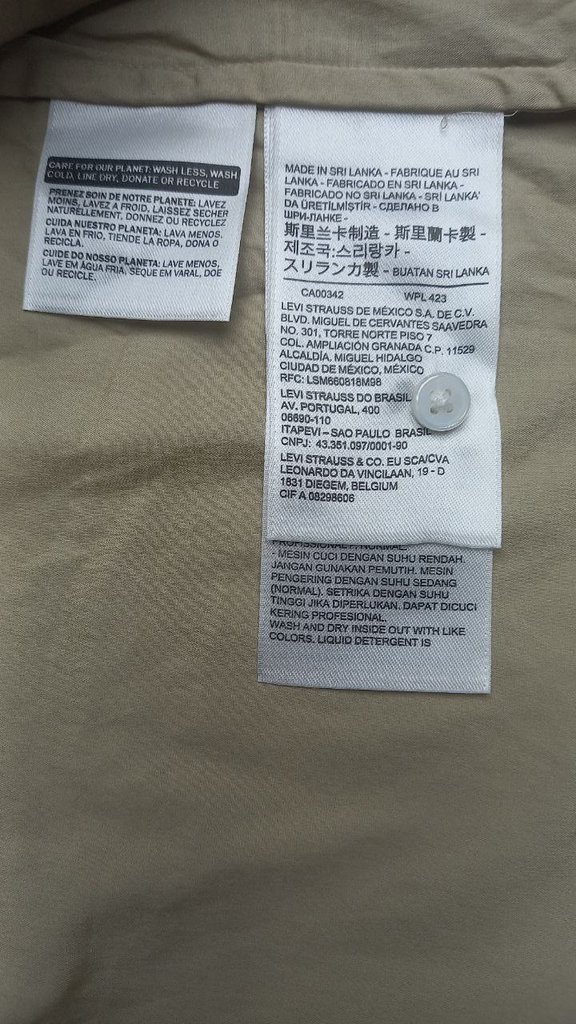 CARE FOR OUR PLANET: WASH LESS, WASH
COLD, LINE DRY, DONATE OR RECYCLE
PRENEZ SOIN DE NOTRE PLANETE: LAVEZ
MOINS, LAVEZ A FROID, LAISSEZ SECHER
NATURELLEMENT, DONNEZ OU RECYCLEZ
CUIDA NUESTRO PLANETA: LAVA MENOS,
LAVA EN FRIO, TIENDE LA ROPA, DONA O
RECICLA.
CUIDE DO NOSSO PLANETA: LAVE MENOS,
LAVE EM ÁGUA FRIA, SEQUE EM VARAL, DOE
OU RECICLE.
MADE IN SRI LANKA - FABRIQUE AU SRI
LANKA - FABRICADO EN SRI LANKA -
FABRICADO NO SRI LANKA - SRI LANKA'
DA ÜRETILMİSTİR - СДЕЛАНО В
ШРИ-ЛАНКЕ -
斯里兰卡制造 - 斯里蘭卡製 -
제조국:스리랑카 -
スリランカ製 - BUATAN SRI LANKA
CA00342 WPL 423
LEVI STRAUSS DE MÉXICO S.A. DE C.V.
BLVD. MIGUEL DE CERVANTES SAAVEDRA
NO. 301, TORRE NORTE PISO 7
COL. AMPLIACIÓN GRANADA C.P. 11529
ALCALDÍA. MIGUEL HIDALGO
CIUDAD DE MÉXICO, MÉXICO
RFC: LSM660818M98
LEVI STRAUSS DO BRASIL
AV. PORTUGAL, 400
06690-110
ITAPEVI – SAO PAULO BRASIL
CNPJ: 43.351.097/0001-90
LEVI STRAUSS & CO. EU SCA/CVA
LEONARDO DA VINCILAAN, 19 - D
1831 DIEGEM, BELGIUM
CIF A 08298606
- MESIN CUCI DENGAN SUHU RENDAH.
JANGAN GUNAKAN PEMUTIH. MESIN
PENGERING DENGAN SUHU SEDANG
(NORMAL). SETRIKA DENGAN SUHU
TINGGI JIKA DIPERLUKAN. DAPAT DICUCI
KERING PROFESIONAL.
WASH AND DRY INSIDE OUT WITH LIKE
COLORS. LIQUID DETERGENT IS